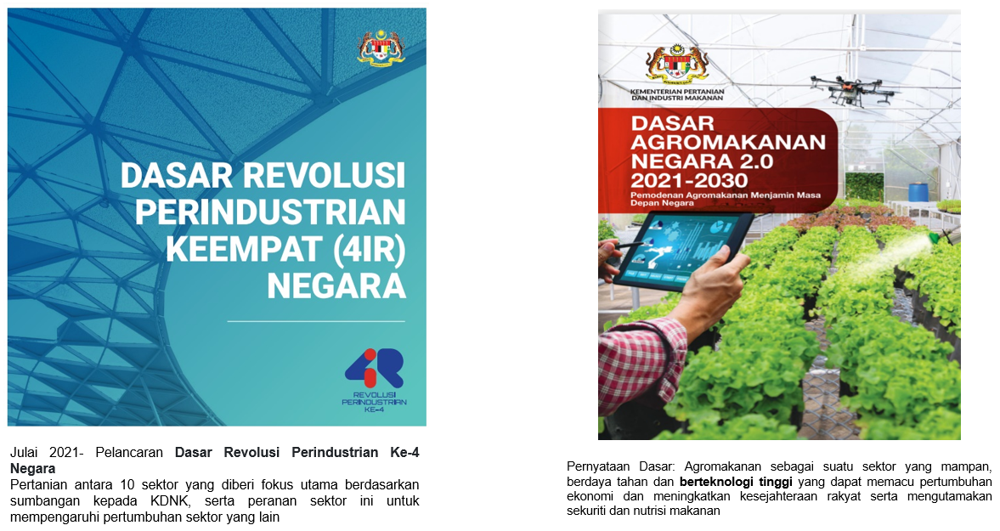 DASAR REVOLUSI
PERINDUSTRIAN
KEEMPAT (4IR)
NEGARA
4IR
REVOLUSI
PERINDUSTRIAN
KE-4
Julai 2021- Pelancaran Dasar Revolusi Perindustrian Ke-4
Negara
Pertanian antara 10 sektor yang diberi fokus utama berdasarkan
sumbangan kepada KDNK, serta peranan sektor ini untuk
mempengaruhi pertumbuhan sektor yang lain
KEMENTERIAN PERTANIAN
DAN INDUSTRI MAKANAN
DASAR
AGROMAKANAN
NEGARA 2.0
2021-2030
Pemodenan Agromakanan Menjamin Masa
Depan Negara
Pernyataan Dasar: Agromakanan sebagai suatu sektor yang mampan,
berdaya tahan dan berteknologi tinggi yang dapat memacu pertumbuhan
ekonomi dan meningkatkan kesejahteraan rakyat serta mengutamakan
sekuriti dan nutrisi makanan